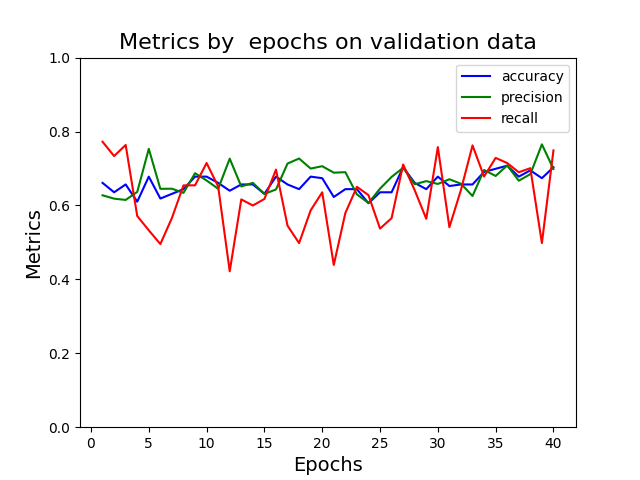 Metrics by  epochs on validation data
accuracy
precision
recall
Metrics
1.0
0.8
0.6
0.4
0.2
0.0
0 5 10 15 20 25 30 35 40
Epochs